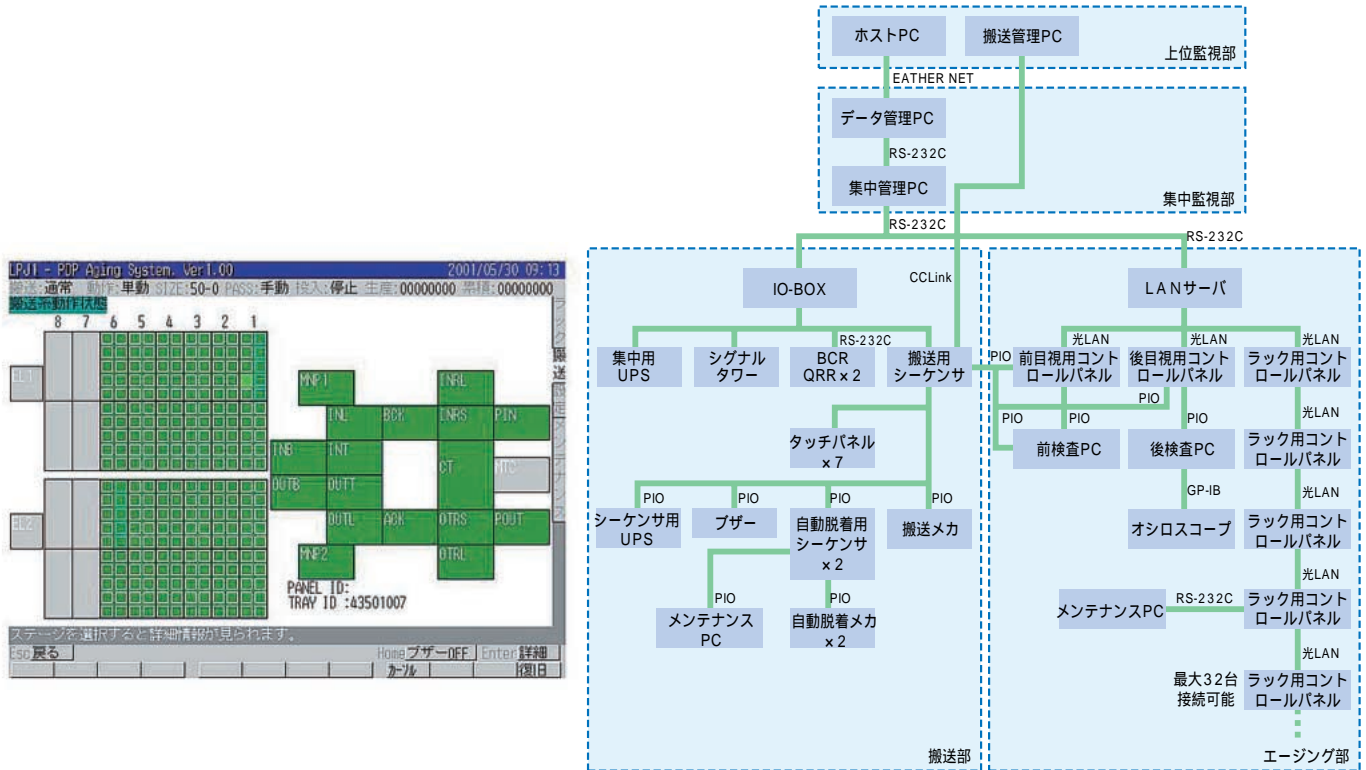 LPJ1 - PDP Aging System. Ver1.00 2001/05/30 09:13
搬送:通常 動作:単動 SIZE:50-0 PASS:手動 投入:停止 生産:00000000 累積:00000000
搬送系動作状態
8 7 6 5 4 3 2 1
EL1
EL2
MNP1
INRL
INL
BCK
INRS
PIN
INB
INT
CT
MTC
OUTB
OUTT
OUTL
ACK
OTRS
POUT
MNP2
OTRL
PANEL ID:
TRAY ID :43501007
ラック
搬送
設定
メンテナンス
ステージを選択すると詳細情報が見られます。
Esc 戻る
Home ブザーOFF
Enter 詳細
カーソル
復旧
ホストPC
搬送管理PC
上位監視部
EATHER NET
データ管理PC
RS-232C
集中管理PC
集中監視部
RS-232C
RS-232C
CCLink
IO-BOX
LANサーバ
RS-232C
光LAN
光LAN
光LAN
集中用
UPS
シグナル
タワー
BCR
QRR×2
搬送用
シーケンサ
PIO
前目視用コント
ロールパネル
後目視用コント
ロールパネル
ラック用コント
ロールパネル
PIO
PIO
PIO
PIO
光LAN
タッチパネル
×7
前検査PC
後検査PC
ラック用コント
ロールパネル
GP-IB
光LAN
PIO
PIO
PIO
PIO
シーケンサ用
UPS
ブザー
自動脱着用
シーケンサ
×2
搬送メカ
オシロスコープ
ラック用コント
ロールパネル
光LAN
PIO
PIO
メンテナンス
PC
自動脱着メカ
×2
メンテナンスPC
RS-232C
ラック用コント
ロールパネル
光LAN
最大32台
接続可能
ラック用コント
ロールパネル
搬送部
エージング部